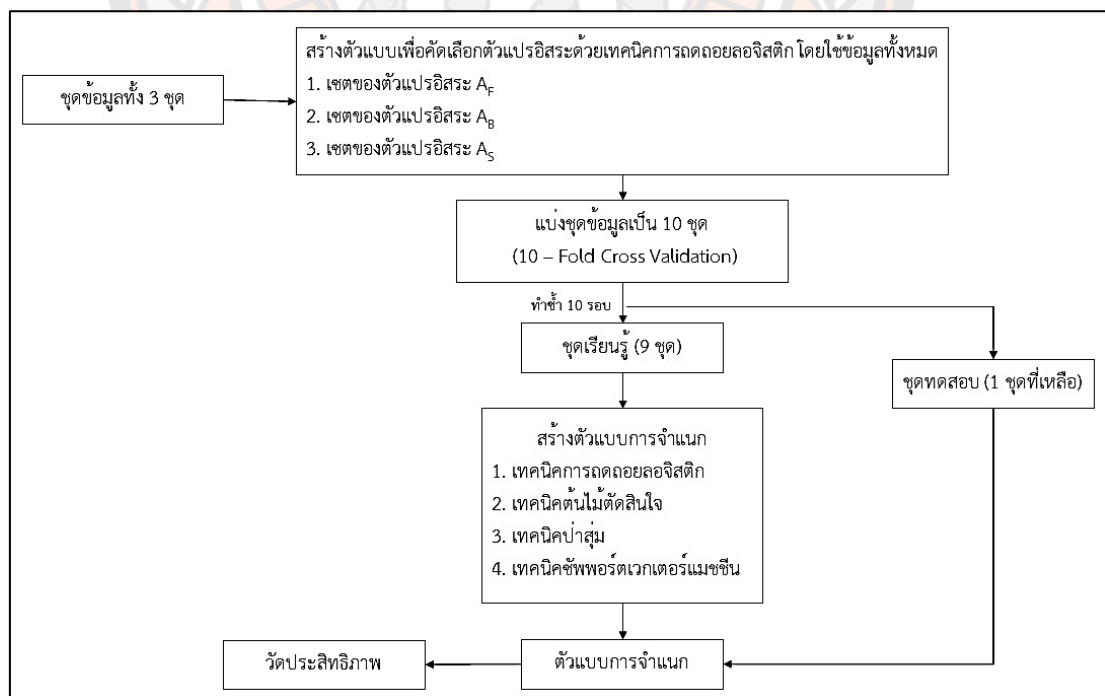 สร้างตัวแบบเพื่อคัดเลือกตัวแปรอิสระด้วยเทคนิคการถดถอยลอจิสติก โดยใช้ข้อมูลทั้งหมด
1. เซตของตัวแปรอิสระ A_F
2. เซตของตัวแปรอิสระ A_B
3. เซตของตัวแปรอิสระ A_S
ชุดข้อมูลทั้ง 3 ชุด
แบ่งชุดข้อมูลเป็น 10 ชุด
(10 – Fold Cross Validation)
ทำซ้ำ 10 รอบ
ชุดเรียนรู้ (9 ชุด)
ชุดทดสอบ (1 ชุดที่เหลือ)
สร้างตัวแบบการจำแนก
1. เทคนิคการถดถอยลอจิสติก
2. เทคนิคต้นไม้ตัดสินใจ
3. เทคนิคป่าสุ่ม
4. เทคนิคซัพพอร์ตเวกเตอร์แมชชีน
วัดประสิทธิภาพ
ตัวแบบการจำแนก